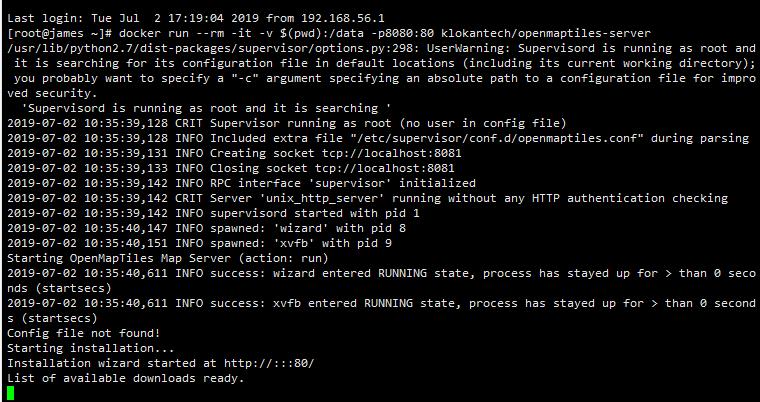 Last login: Tue Jul  2 17:19:04 2019 from 192.168.56.1
[root@james ~]# docker run --rm -it -v $(pwd):/data -p8080:80 klokantech/openmaptiles-server
/usr/lib/python2.7/dist-packages/supervisor/options.py:298: UserWarning: Supervisord is running as root and
 it is searching for its configuration file in default locations (including its current working directory);
 you probably want to specify a "-c" argument specifying an absolute path to a configuration file for impro
ved security.
  'Supervisord is running as root and it is searching '
2019-07-02 10:35:39,128 CRIT Supervisor running as root (no user in config file)
2019-07-02 10:35:39,128 INFO Included extra file "/etc/supervisor/conf.d/openmaptiles.conf" during parsing
2019-07-02 10:35:39,131 INFO Creating socket tcp://localhost:8081
2019-07-02 10:35:39,133 INFO Closing socket tcp://localhost:8081
2019-07-02 10:35:39,142 INFO RPC interface 'supervisor' initialized
2019-07-02 10:35:39,142 CRIT Server 'unix_http_server' running without any HTTP authentication checking
2019-07-02 10:35:39,142 INFO supervisord started with pid 1
2019-07-02 10:35:40,147 INFO spawned: 'wizard' with pid 8
2019-07-02 10:35:40,151 INFO spawned: 'xvfb' with pid 9
Starting OpenMapTiles Map Server (action: run)
2019-07-02 10:35:40,611 INFO success: wizard entered RUNNING state, process has stayed up for > than 0 seco
nds (startsecs)
2019-07-02 10:35:40,611 INFO success: xvfb entered RUNNING state, process has stayed up for > than 0 second
s (startsecs)
Config file not found!
Starting installation...
Installation wizard started at http://:::80/
List of available downloads ready.